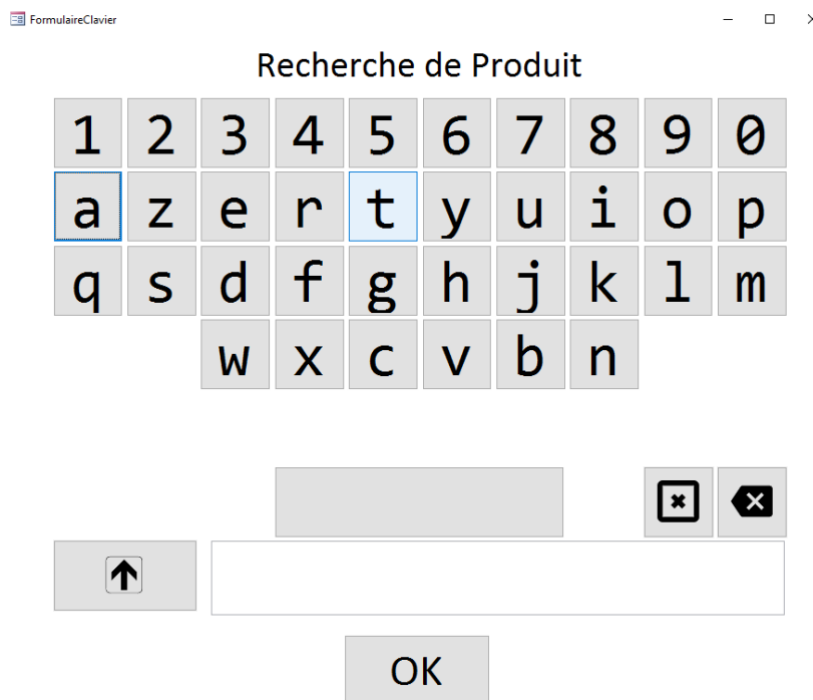 FormulaireClavier
Recherche de Produit
1 2 3 4 5 6 7 8 9 0
a z e r t y u i o p
q s d f g h j k l m
w x c v b n
OK